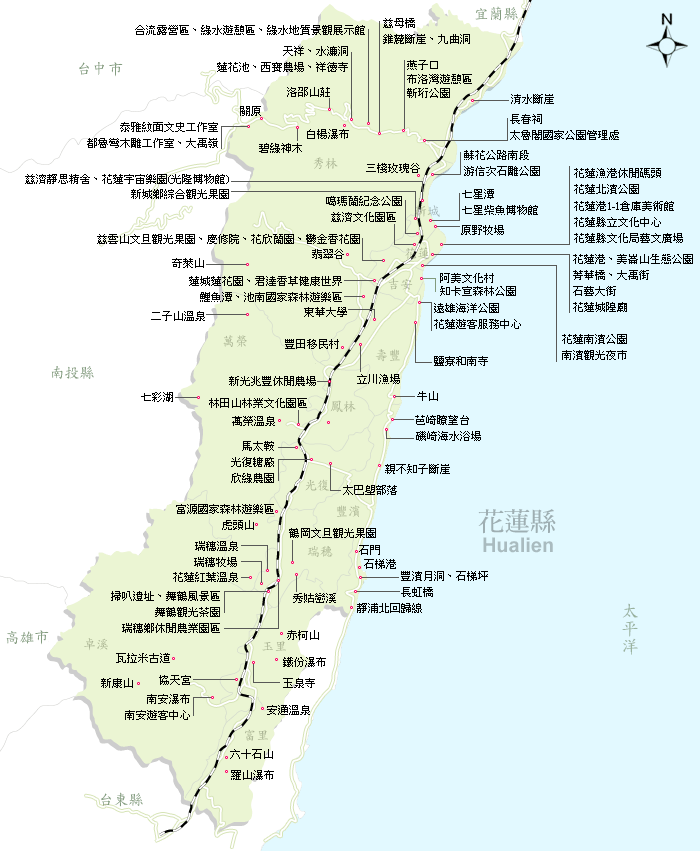 宜蘭縣
N
茲母橋
錐麓斷崖、九曲洞
合流露營區、綠水遊憩區、綠水地質景觀展示館
天祥、水濂洞
蓮花池、西寶農場、祥德寺
台中市
燕子口
布洛灣遊憩區
靳珩公園
洛邵山莊
關原
清水斷崖
泰雅紋面文史工作室
都魯彎木雕工作室、大禹嶺
白楊瀑布
碧綠神木
長春祠
太魯閣國家公園管理處
秀林
三棧玫瑰谷
蘇花公路南段
游信次石雕公園
慈濟靜思精舍、花蓮宇宙樂園(光隆博物館)
新城鄉綜合觀光果園
新城
噶瑪蘭紀念公園
慈濟文化園區
七星潭
七星柴魚博物館
原野牧場
花蓮漁港休閒碼頭
花蓮北濱公園
花蓮港1-1倉庫美術館
花蓮縣立文化中心
花蓮縣文化局藝文廣場
慈雲山文旦觀光果園、慶修院、花欣蘭園、鬱金香花園
翡翠谷
花蓮
花蓮港、美崙山生態公園
菁華橋、大禹街
石藝大街
花蓮城隍廟
奇萊山
蓮城蓮花園、君達香草健康世界
吉安
阿美文化村
知卡宣森林公園
鯉魚潭、池南國家森林遊樂區
東華大學
遠雄海洋公園
花蓮遊客服務中心
二子山溫泉
花蓮南濱公園
南濱觀光夜市
萬榮
豐田移民村
壽豐
鹽寮和南寺
南投縣
新光兆豐休閒農場
立川漁場
七彩湖
牛山
林田山林業文化園區
鳳林
萬榮溫泉
芭崎瞭望台
磯崎海水浴場
馬太鞍
光復糖廠
欣綠農園
親不知子斷崖
光復
太巴塱部落
富源國家森林遊樂區
虎頭山
豐濱
花蓮縣
Hualien
鶴岡文旦觀光果園
瑞穗
瑞穗溫泉
瑞穗牧場
花蓮紅葉溫泉
石門
石梯港
豐濱月洞、石梯坪
長虹橋
掃叭遺址、舞鶴風景區
舞鶴觀光茶園
秀姑巒溪
靜浦北回歸線
瑞穗鄉休閒農業園區
太平洋
高雄市
卓溪
赤柯山
玉里
瓦拉米古道
鐵份瀑布
新康山
協天宮
玉泉寺
南安瀑布
南安遊客中心
安通溫泉
富里
六十石山
羅山瀑布
台東縣